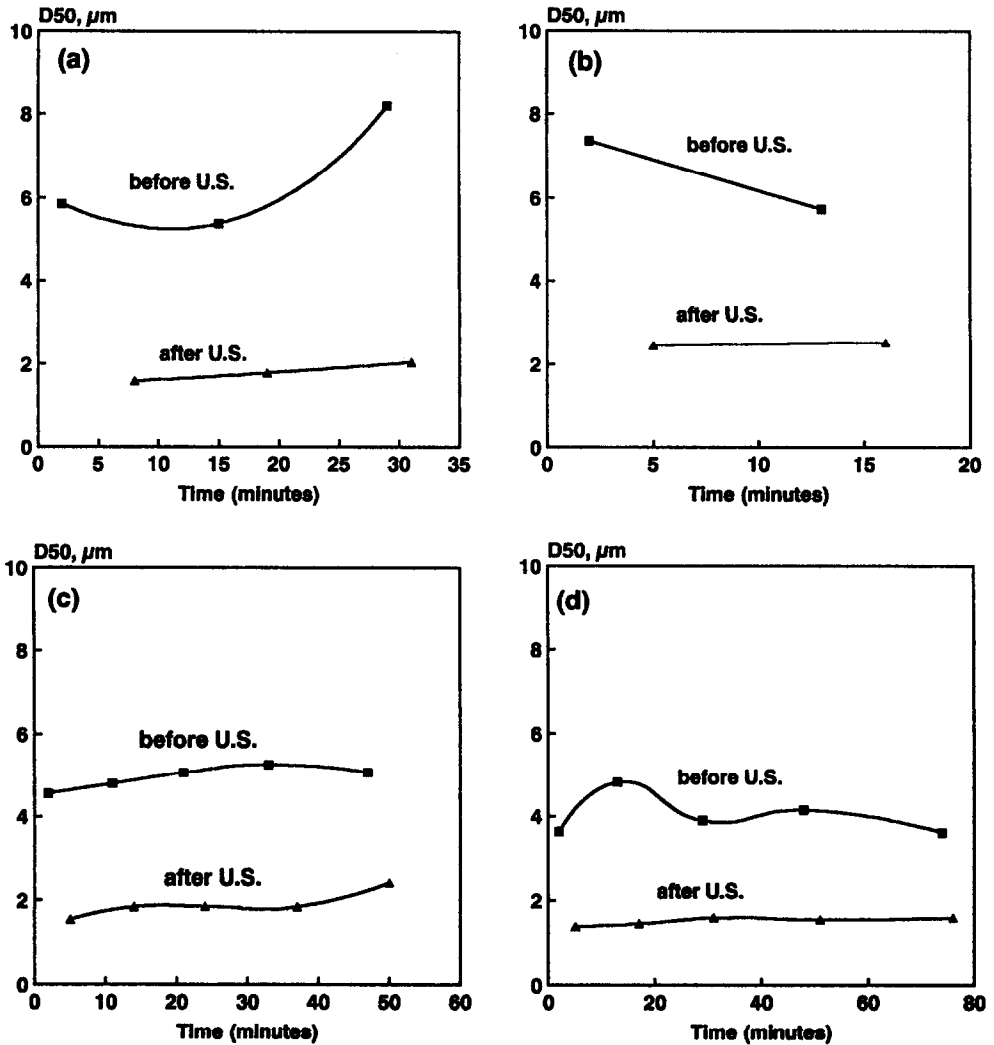 D50, µm
(a)
10
8
6
4
2
0
before U.S.
after U.S.
0 5 10 15 20 25 30 35
Time (minutes)
D50, µm
(b)
10
8
6
4
2
0
before U.S.
after U.S.
0 5 10 15 20
Time (minutes)
D50, µm
(c)
10
8
6
4
2
0
before U.S.
after U.S.
0 10 20 30 40 50 60
Time (minutes)
D50, µm
(d)
10
8
6
4
2
0
before U.S.
after U.S.
0 20 40 60 80
Time (minutes)